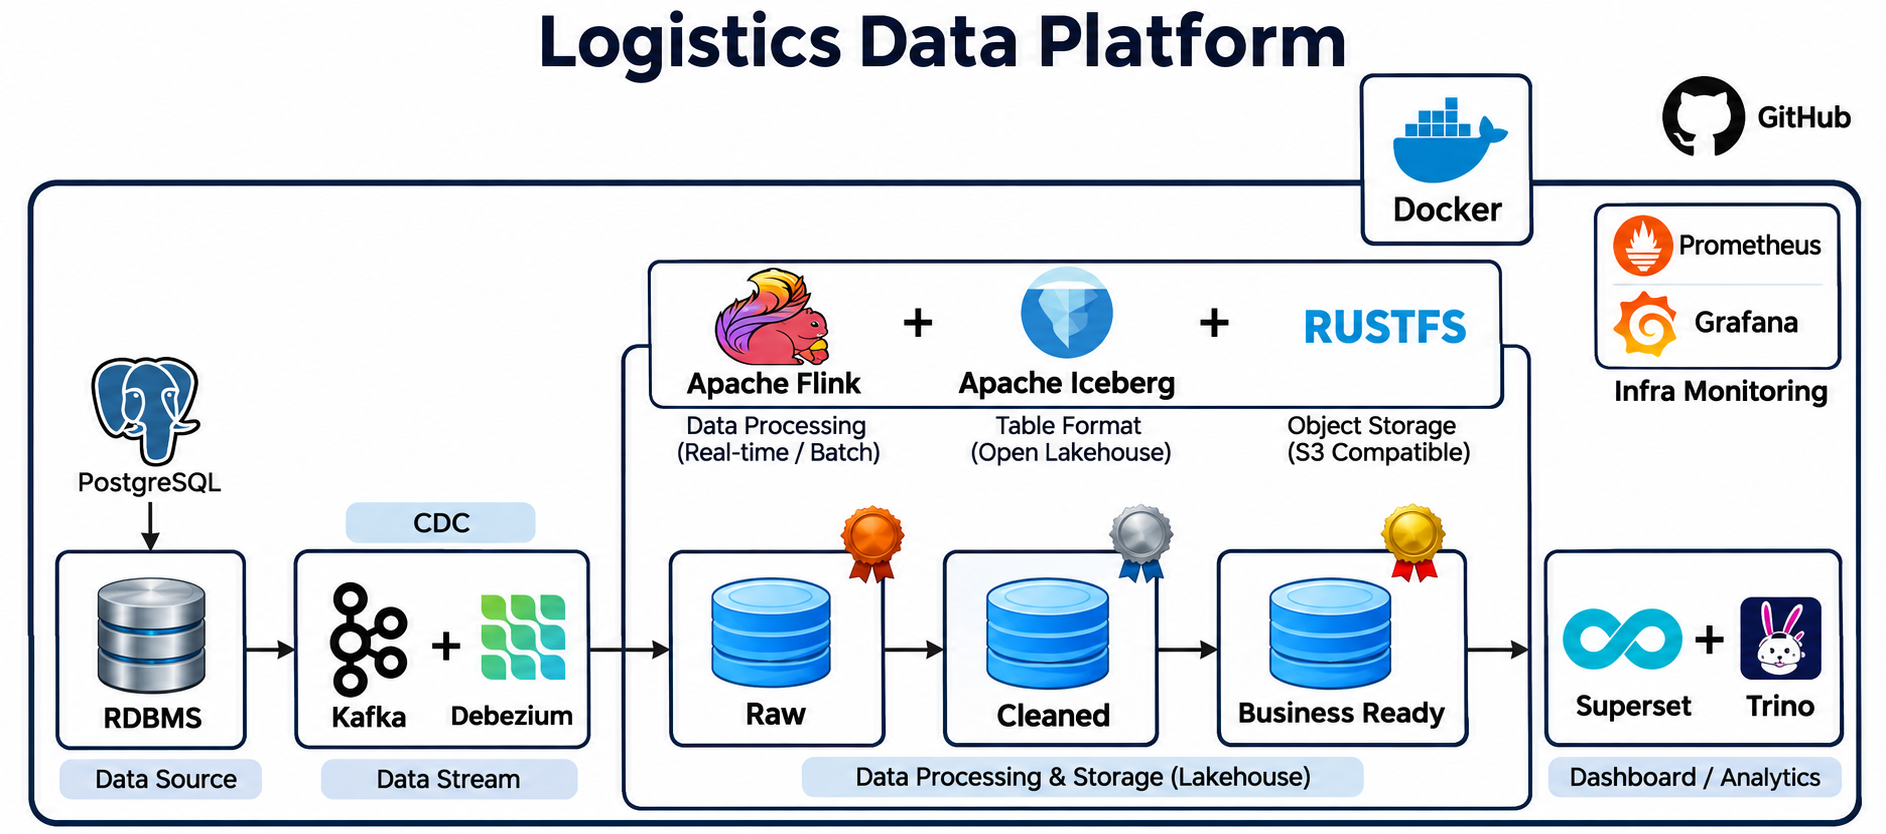 Logistics Data Platform
Docker
GitHub
Prometheus
Grafana
Infra Monitoring
Apache Flink
+
Apache Iceberg
+
RUSTFS
Data Processing
(Real-time / Batch)
Table Format
(Open Lakehouse)
Object Storage
(S3 Compatible)
PostgreSQL
CDC
RDBMS
Kafka
+
Debezium
Raw
Cleaned
Business Ready
Superset
+
Trino
Data Source
Data Stream
Data Processing & Storage (Lakehouse)
Dashboard / Analytics